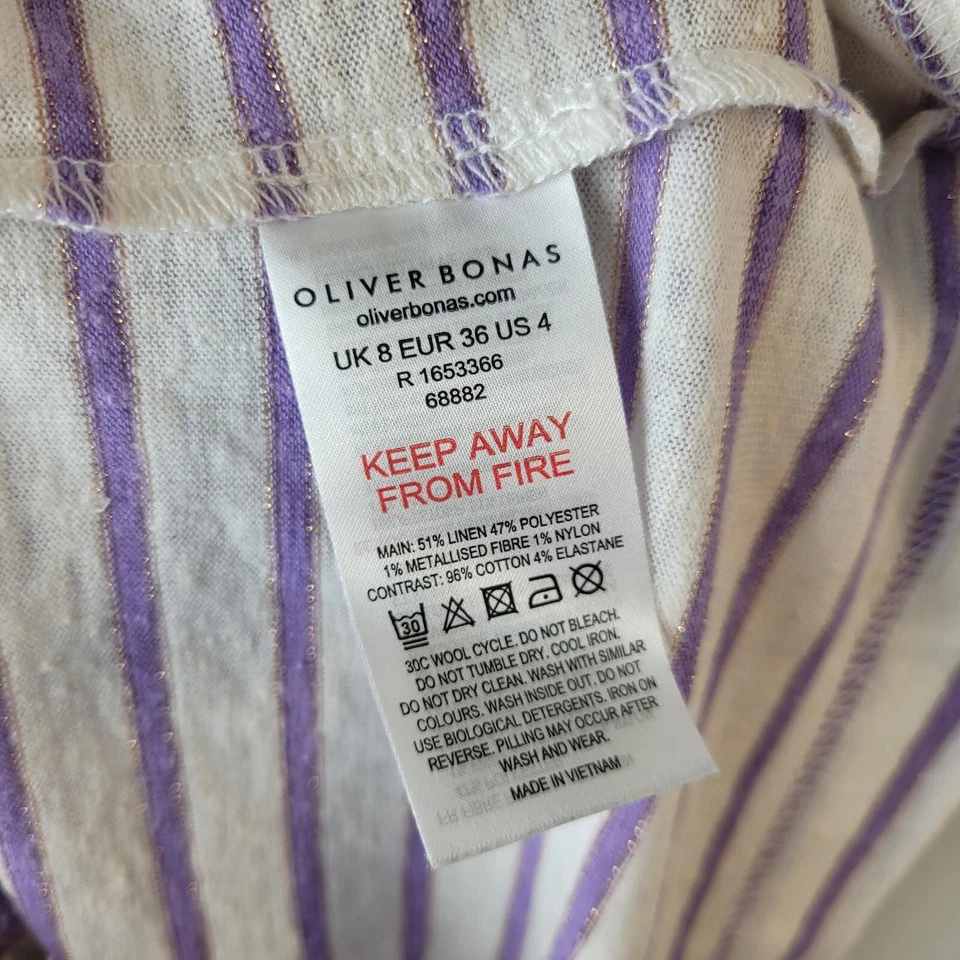 OLIVER BONAS
oliverbonas.com
UK 8 EUR 36 US 4
R 1653366
68882
KEEP AWAY
FROM FIRE
MAIN: 51% LINEN 47% POLYESTER
1% METALLISED FIBRE 1% NYLON
CONTRAST: 96% COTTON 4% ELASTANE
30
30C WOOL CYCLE. DO NOT BLEACH.
DO NOT TUMBLE DRY. COOL IRON.
DO NOT DRY CLEAN. WASH WITH SIMILAR
COLOURS. WASH INSIDE OUT. DO NOT
USE BIOLOGICAL DETERGENTS. IRON ON
REVERSE. PILLING MAY OCCUR AFTER
WASH AND WEAR.
MADE IN VIETNAM